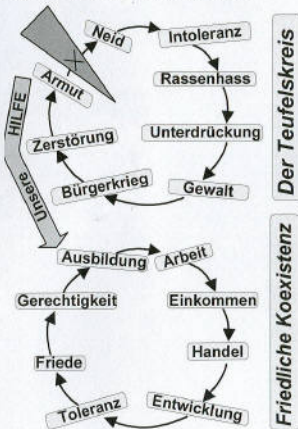 Neid
Intoleranz
Rassenhass
Unterdrückung
Gewalt
Bürgerkrieg
Zerstörung
Armut
Der Teufelskreis
Unsere HILFE
Ausbildung
Arbeit
Einkommen
Handel
Entwicklung
Toleranz
Friede
Gerechtigkeit
Friedliche Koexistenz